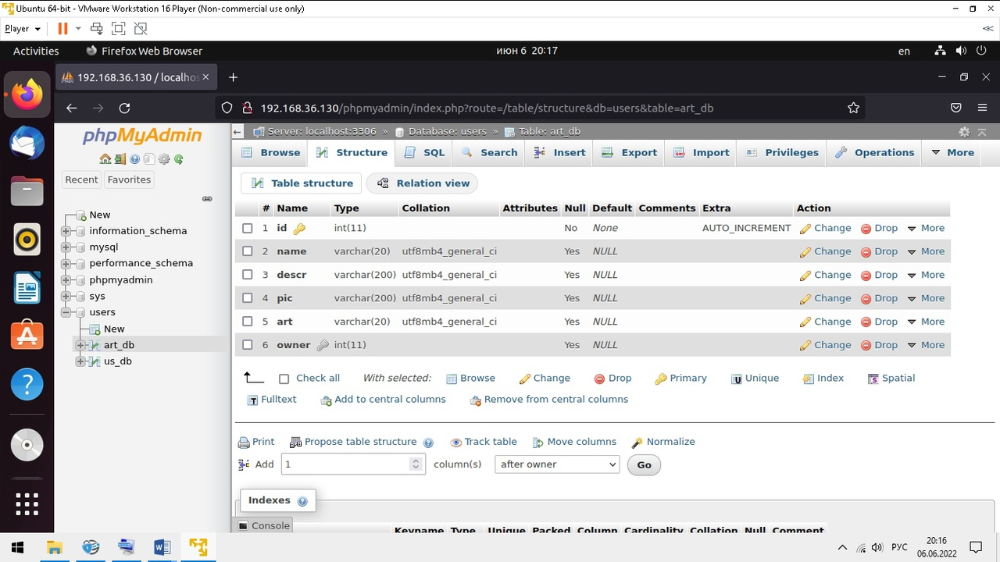 Ubuntu 64-bit - VMware Workstation 16 Player (Non-commercial use only)
Player
Activities Firefox Web Browser июн 6 20:17 en
192.168.36.130 / localhos
192.168.36.130/phpmyadmin/index.php?route=/table/structure&db=users&table=art_db
phpMyAdmin
Recent Favorites
New
information_schema
mysql
performance_schema
phpmyadmin
sys
users
New
art_db
us_db
Server: localhost:3306 » Database: users » Table: art_db
Browse Structure SQL Search Insert Export Import Privileges Operations More
Table structure Relation view
# Name Type Collation Attributes Null Default Comments Extra Action
1 id int(11) No None AUTO_INCREMENT Change Drop More
2 name varchar(20) utf8mb4_general_ci Yes NULL Change Drop More
3 descr varchar(200) utf8mb4_general_ci Yes NULL Change Drop More
4 pic varchar(200) utf8mb4_general_ci Yes NULL Change Drop More
5 art varchar(20) utf8mb4_general_ci Yes NULL Change Drop More
6 owner int(11) Yes NULL Change Drop More
Check all With selected: Browse Change Drop Primary Unique Index Spatial
Fulltext Add to central columns Remove from central columns
Print Propose table structure Track table Move columns Normalize
Add 1 column(s) after owner Go
Indexes
Console
Keyname Type Unique Packed Column Cardinality Collation Null Comment
РУС 20:16
06.06.2022